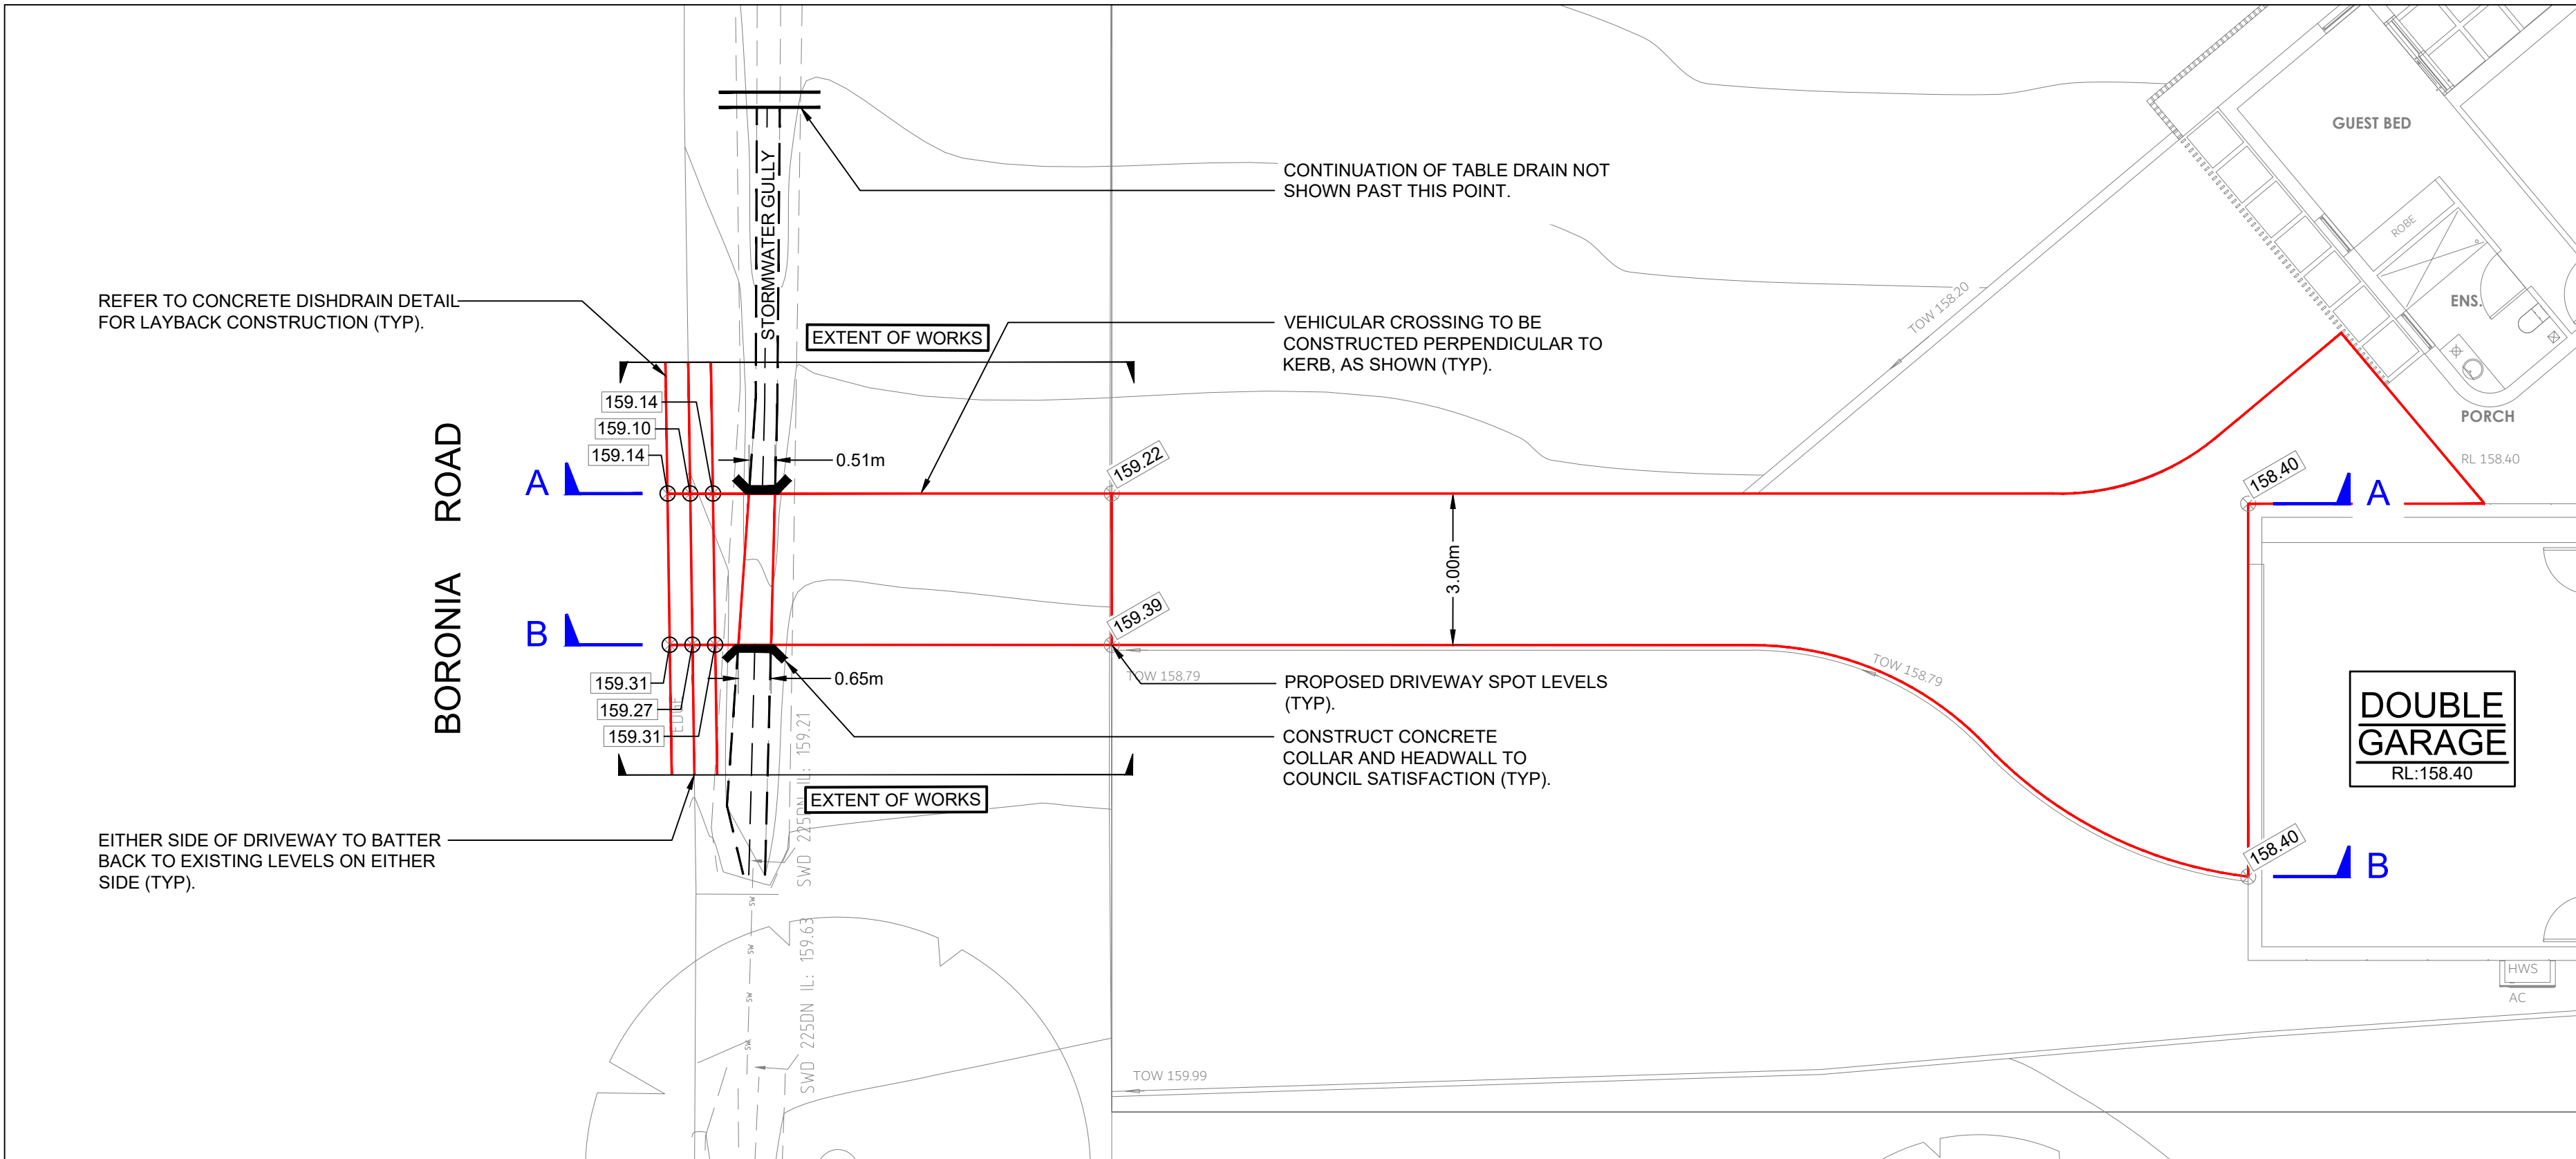 GUEST BED
ROBE
ENS.
PORCH
RL 158.40
STORMWATER GULLY
CONTINUATION OF TABLE DRAIN NOT
SHOWN PAST THIS POINT.
REFER TO CONCRETE DISHDRAIN DETAIL
FOR LAYBACK CONSTRUCTION (TYP).
EXTENT OF WORKS
VEHICULAR CROSSING TO BE
CONSTRUCTED PERPENDICULAR TO
KERB, AS SHOWN (TYP).
TOW 158.20
159.14
159.10
159.14
0.51m
159.22
158.40
A
A
BORONIA ROAD
3.00m
B
159.39
TOW 158.79
TOW 158.79
159.31
159.27
159.31
EDGE
0.65m
PROPOSED DRIVEWAY SPOT LEVELS
(TYP).
CONSTRUCT CONCRETE
COLLAR AND HEADWALL TO
COUNCIL SATISFACTION (TYP).
DOUBLE
GARAGE
RL:158.40
EXTENT OF WORKS
SWD 225DN IL: 159.21
EITHER SIDE OF DRIVEWAY TO BATTER
BACK TO EXISTING LEVELS ON EITHER
SIDE (TYP).
158.40
B
SW
SW
SW
SW
SWD 225DN IL: 159.63
HWS
AC
TOW 159.99